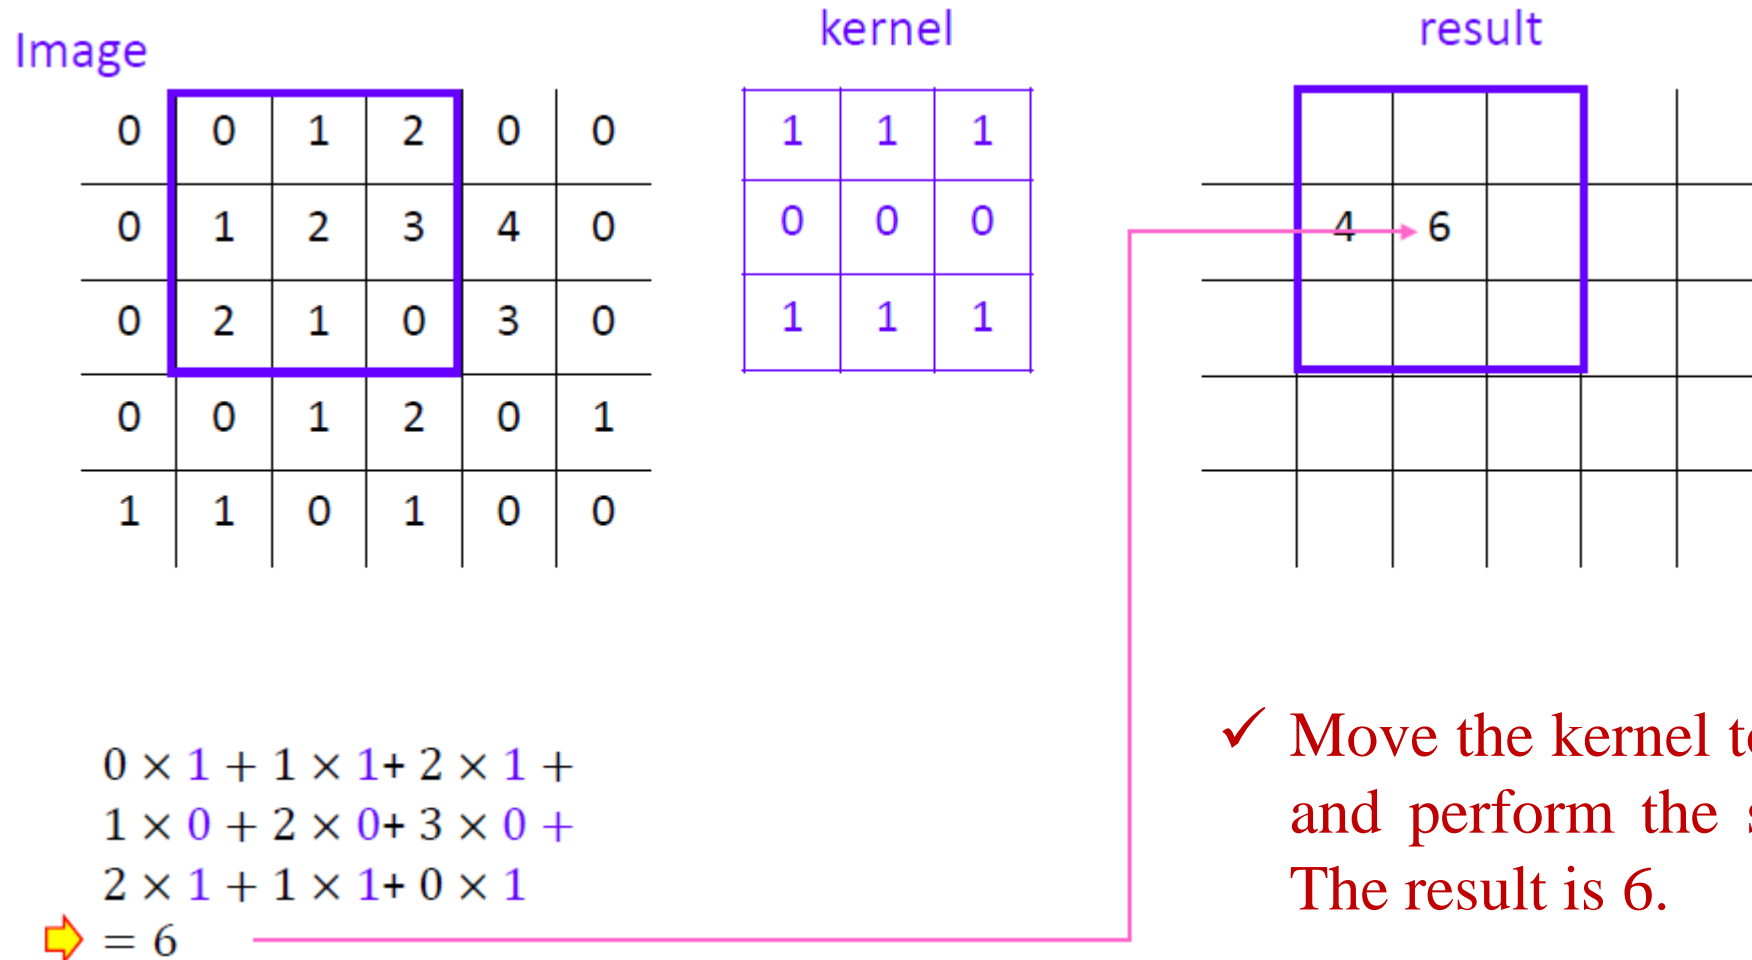 Image
kernel
result
0 0 1 2 0 0
0 1 2 3 4 0
0 2 1 0 3 0
0 0 1 2 0 1
1 1 0 1 0 0
1 1 1
0 0 0
1 1 1
4 6
0 × 1 + 1 × 1+ 2 × 1 +
1 × 0 + 2 × 0+ 3 × 0 +
2 × 1 + 1 × 1+ 0 × 1
= 6
✓ Move the kernel
and perform the
The result is 6.